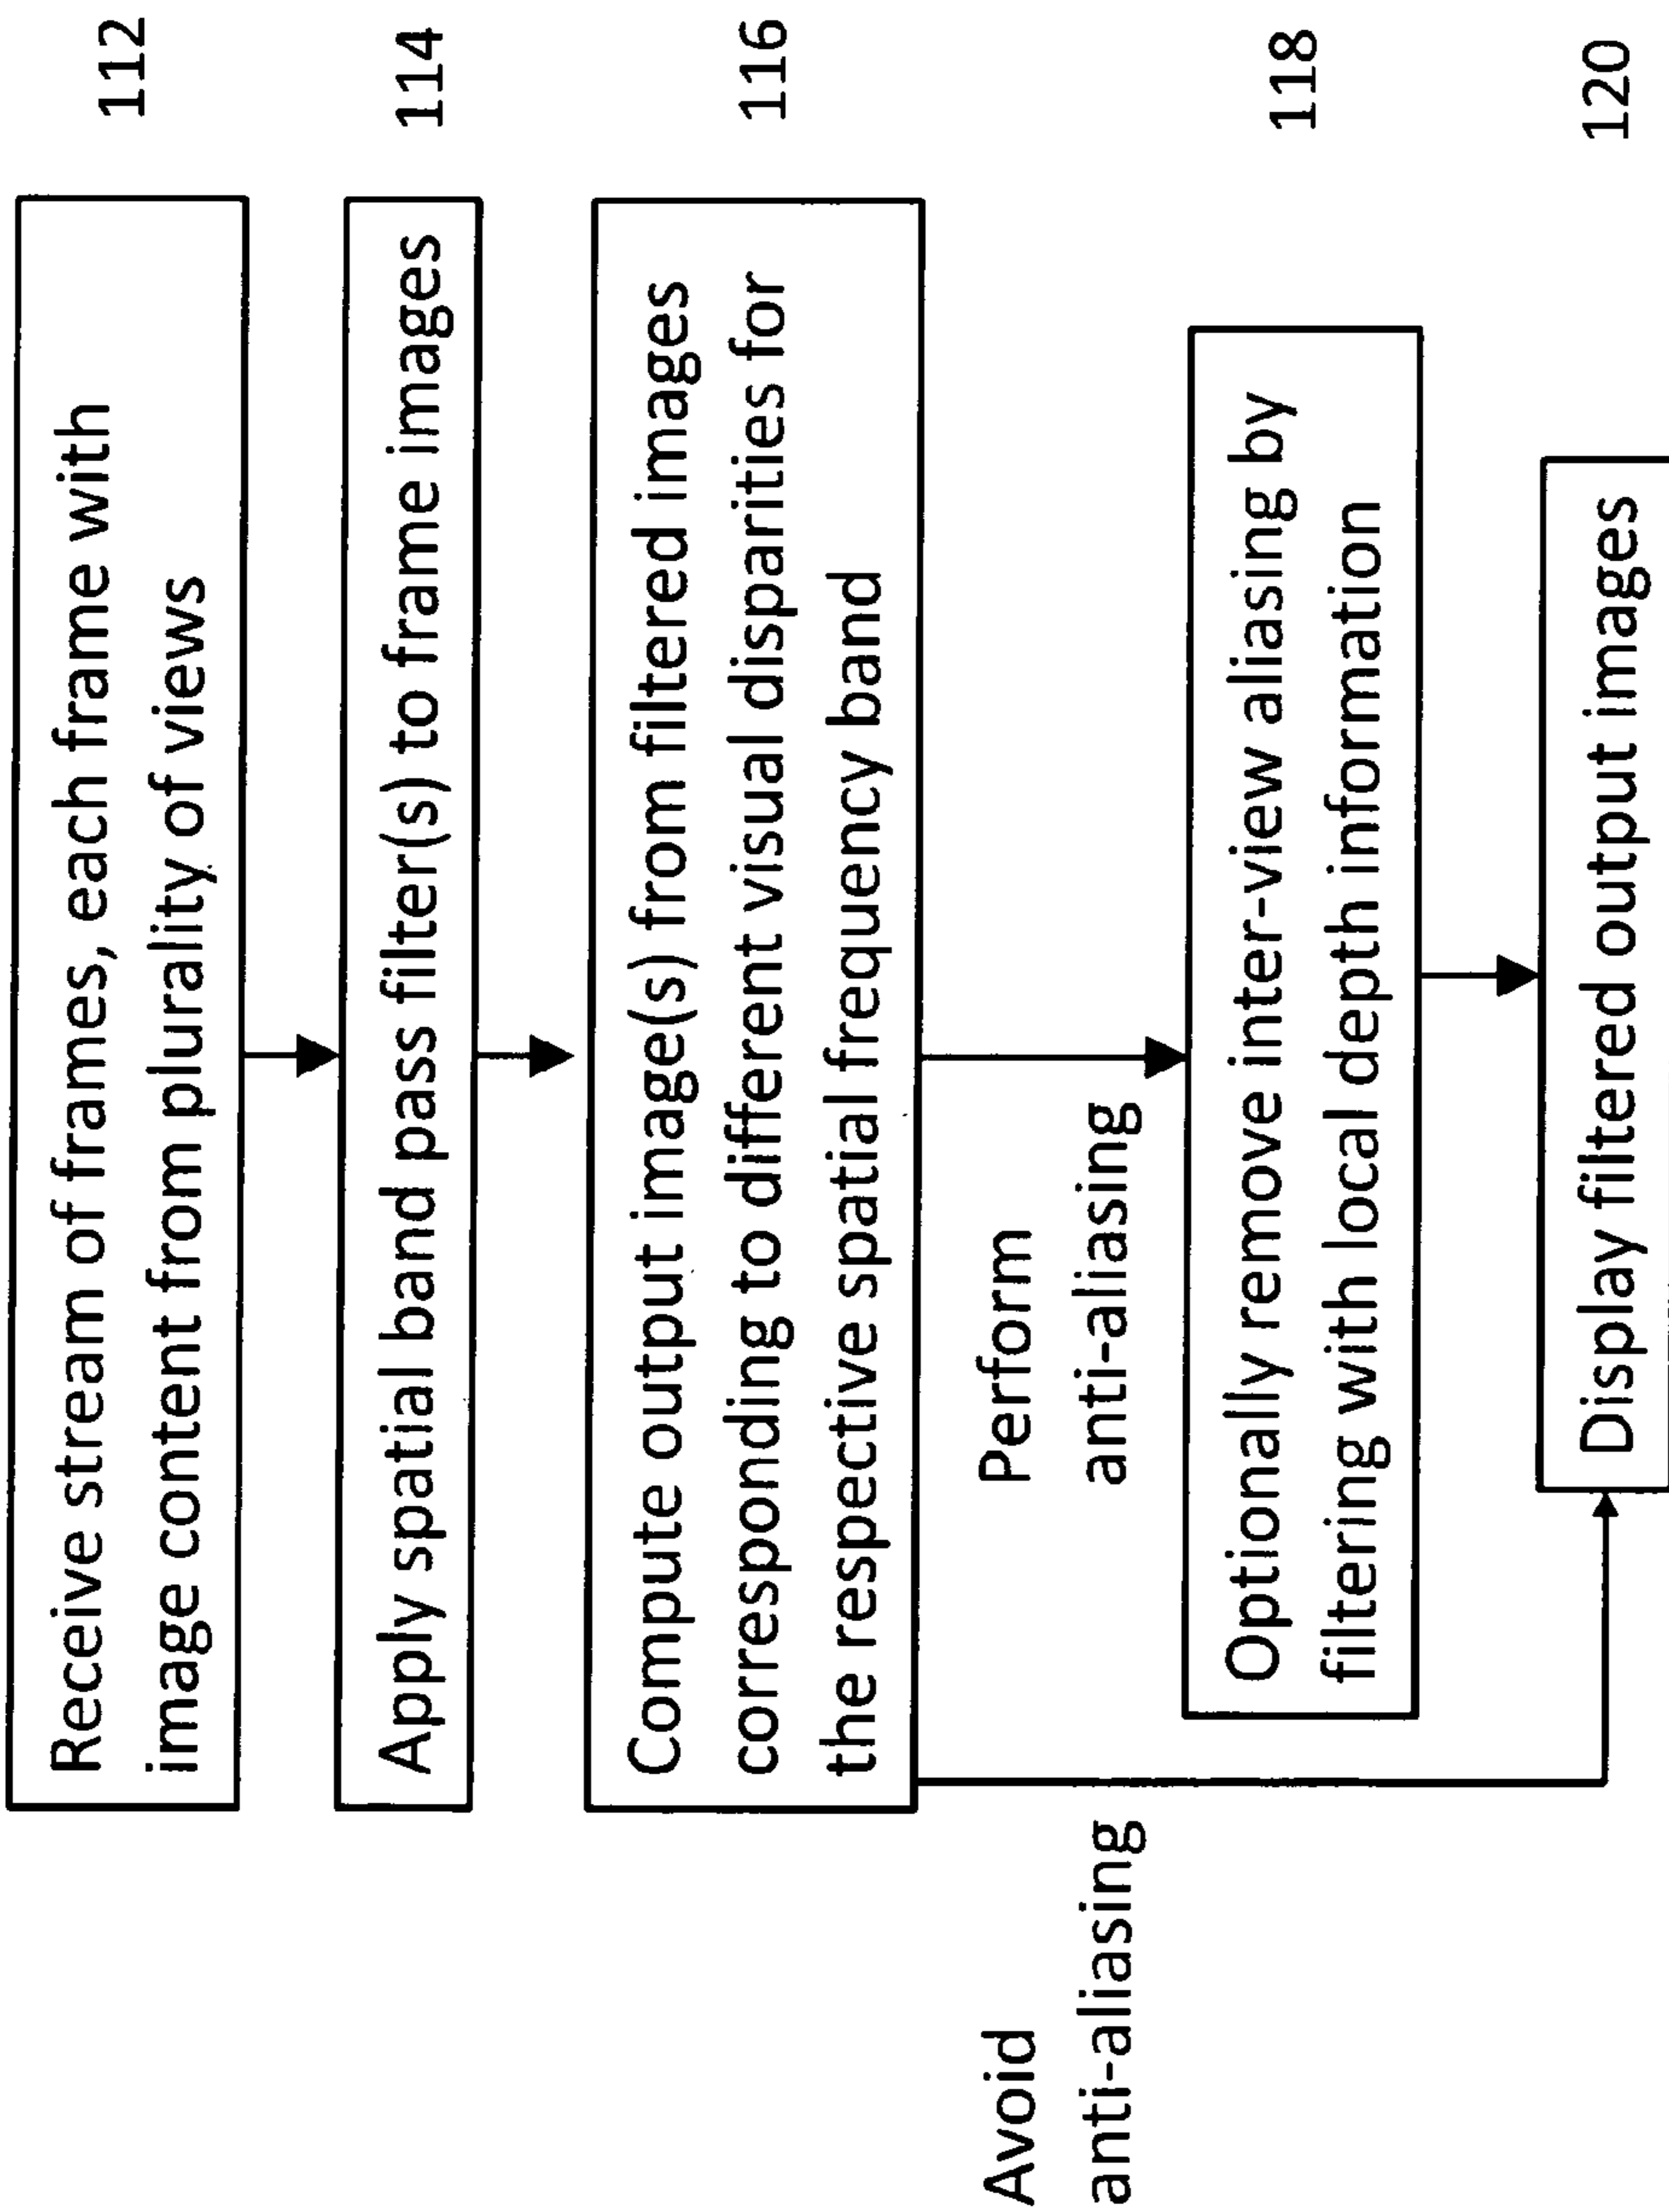 Receive stream of frames, each frame with
image content from plurality of views
112
Apply spatial band pass filter(s) to frame images
114
Compute output image(s) from filtered images
corresponding to different visual disparities for
the respective spatial frequency band
116
Avoid
anti-aliasing
Perform
anti-aliasing
Optionally remove inter-view aliasing by
filtering with local depth information
118
Display filtered output images
120